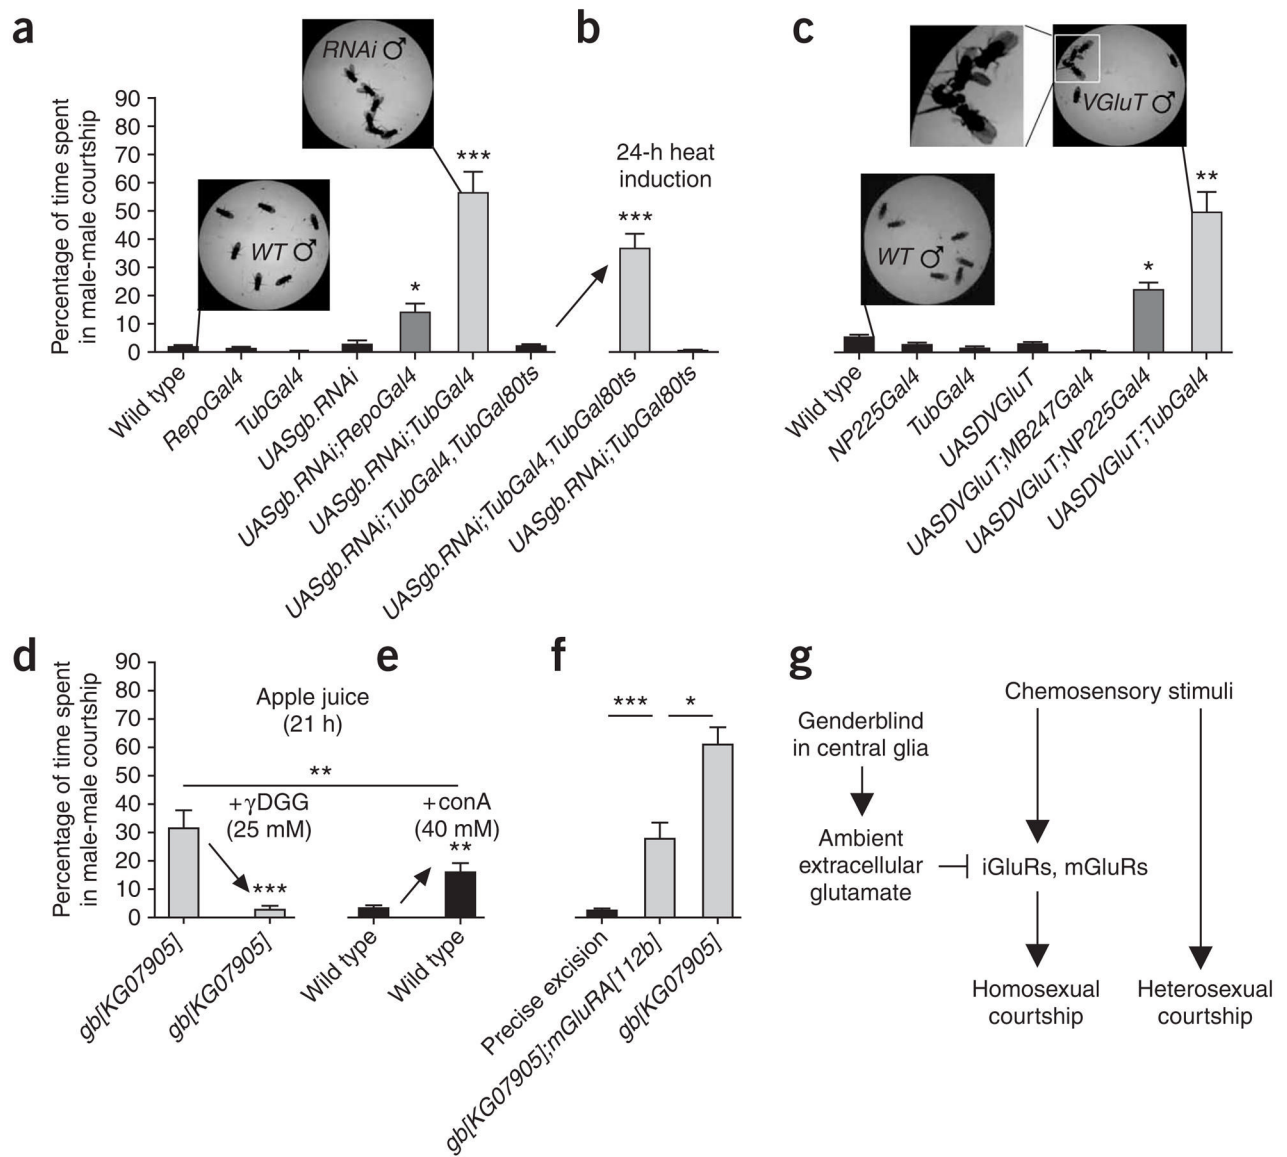 a
RNAi ♂
WT ♂
Percentage of time spent
in male-male courtship
90
80
70
60
50
40
30
20
10
0
*
***
Wild type
RepoGal4
TubGal4
UASgb.RNAi
UASgb.RNAi;RepoGal4
UASgb.RNAi;TubGal4
UASgb.RNAi;TubGal4,TubGal80ts
b
24-h heat
induction
***
UASgb.RNAi;TubGal4,TubGal80ts
UASgb.RNAi;TubGal80ts
c
VGluT ♂
WT ♂
*
**
Wild type
NP225Gal4
TubGal4
UASDVGluT
UASDVGluT;MB247Gal4
UASDVGluT;NP225Gal4
UASDVGluT;TubGal4
d
Percentage of time spent
in male-male courtship
90
80
70
60
50
40
30
20
10
0
Apple juice
(21 h)
**
+γDGG
(25 mM)
***
gb[KG07905]
gb[KG07905]
e
+conA
(40 mM)
**
Wild type
Wild type
f
***
*
Precise excision
gb[KG07905];mGluRA[112b]
gb[KG07905]
g
Chemosensory stimuli
Genderblind
in central glia
Ambient
extracellular
glutamate
iGluRs, mGluRs
Homosexual
courtship
Heterosexual
courtship